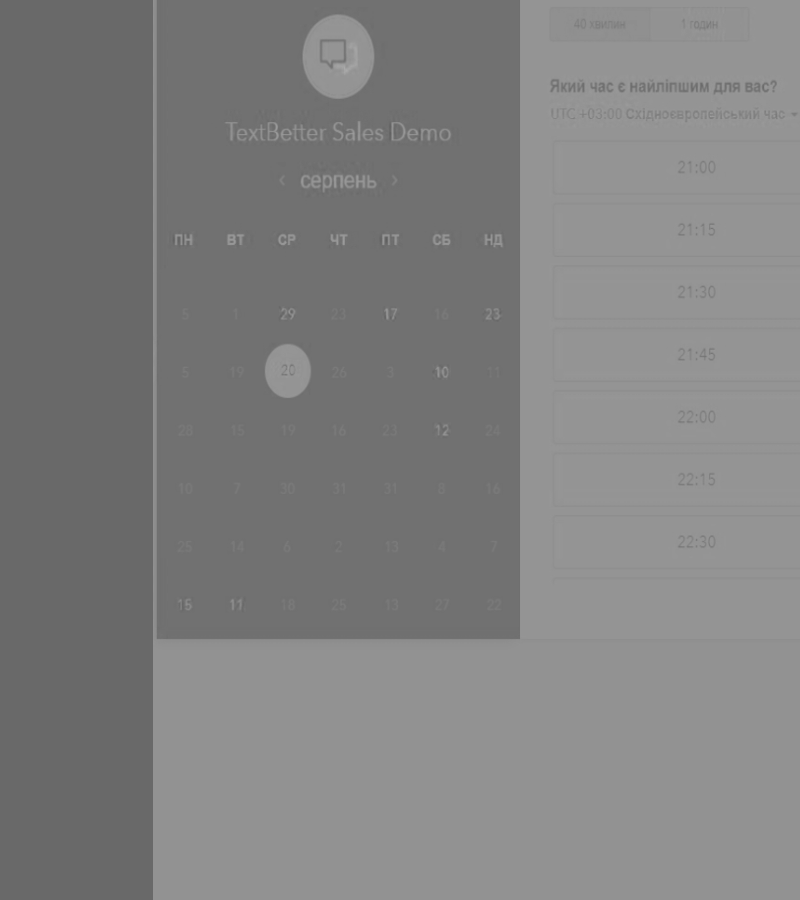 TextBetter Sales Demo
‹ серпень ›
ПН ВТ СР ЧТ ПТ СБ НД
5 1 29 23 17 16 23
5 19 20 26 3 10 11
28 15 19 16 23 12 24
10 7 30 31 31 8 16
25 14 6 2 13 4 7
15 11 18 25 13 27 22
40 хвилин 1 годин
Який час є найліпшим для вас?
UTC +03:00 Східноєвропейський час
21:00
21:15
21:30
21:45
22:00
22:15
22:30